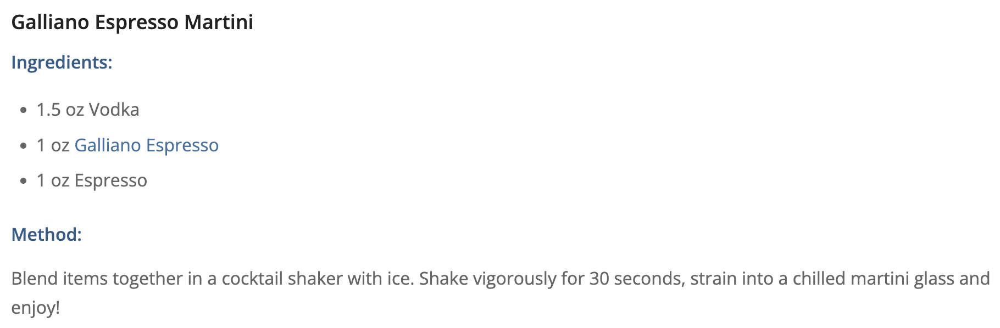 Galliano Espresso Martini
Ingredients:
• 1.5 oz Vodka
• 1 oz Galliano Espresso
• 1 oz Espresso
Method:
Blend items together in a cocktail shaker with ice. Shake vigorously for 30 seconds, strain into a chilled martini glass and
enjoy!